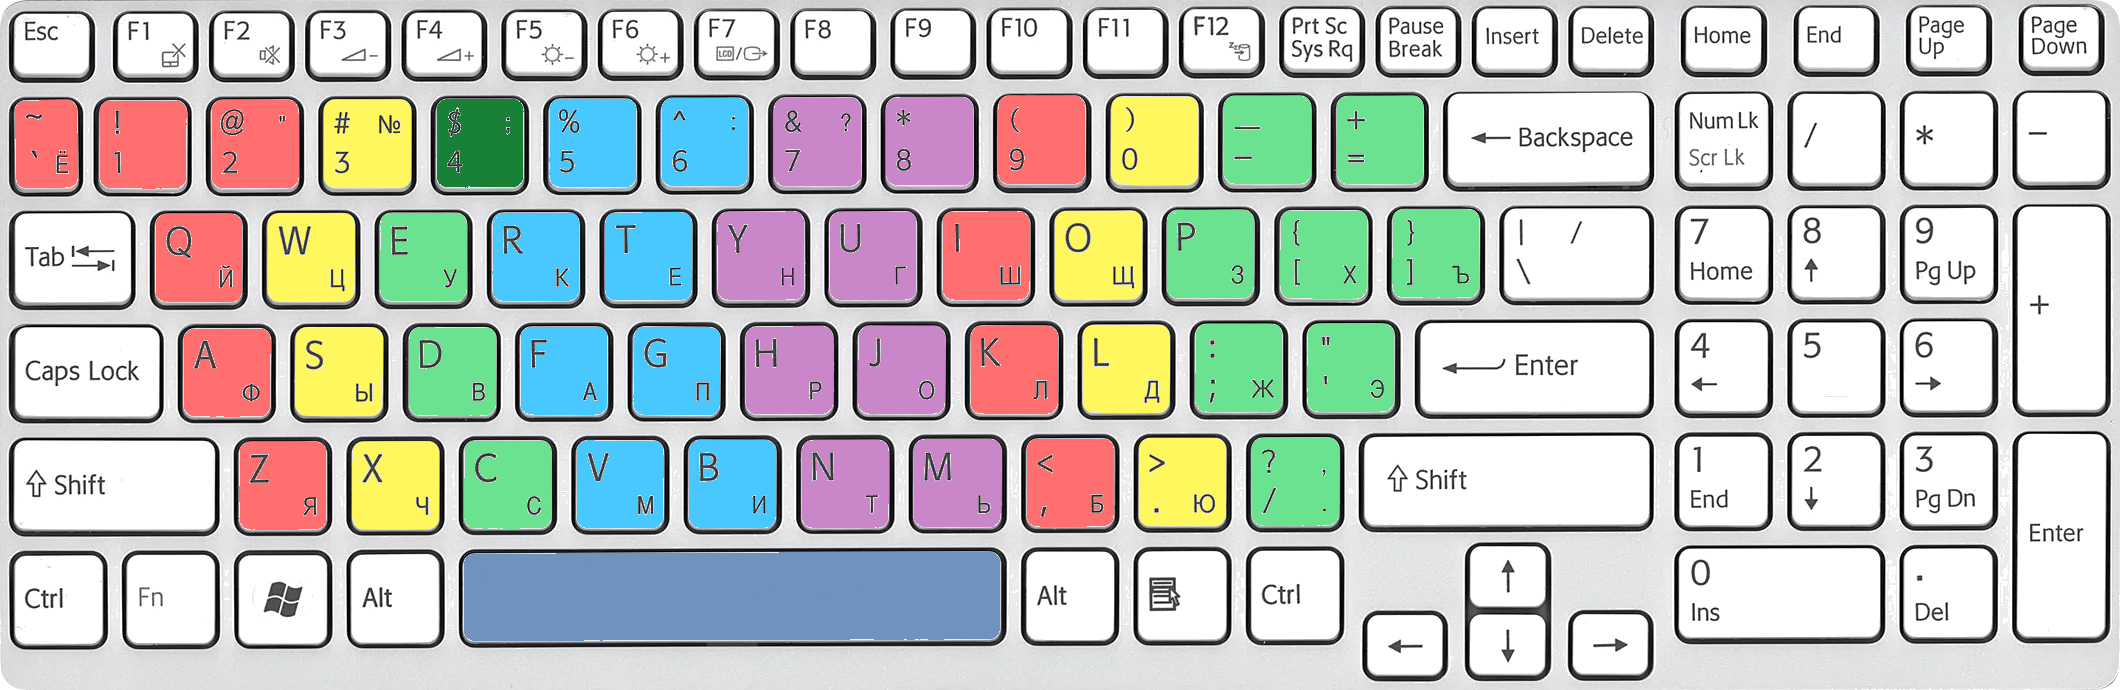 Esc F1 F2 F3 F4 F5 F6 F7 LCD F8 F9 F10 F11 F12 Prt Sc Sys Rq Pause Break Insert Delete Home End Page Up Page Down
~ ` Ё ! 1 @ " 2 # № 3 $ ; 4 % 5 ^ : 6 & ? 7 * 8 ( 9 ) 0 — – + = ← Backspace Num Lk Scr Lk / * –
Tab Q Й W Ц E У R К T Е Y Н U Г I Ш O Щ P З { [ Х } ] Ъ | / \ 7 Home 8 ↑ 9 Pg Up +
Caps Lock A Ф S Ы D В F А G П H Р J О K Л L Д : ; Ж " ' Э Enter 4 ← 5 6 →
⇧ Shift Z Я X Ч C С V М B И N Т M Ь < , Б > . Ю ? , / . ⇧ Shift 1 End 2 ↓ 3 Pg Dn Enter
Ctrl Fn Alt Alt Ctrl ↑ 0 Ins . Del
← ↓ →